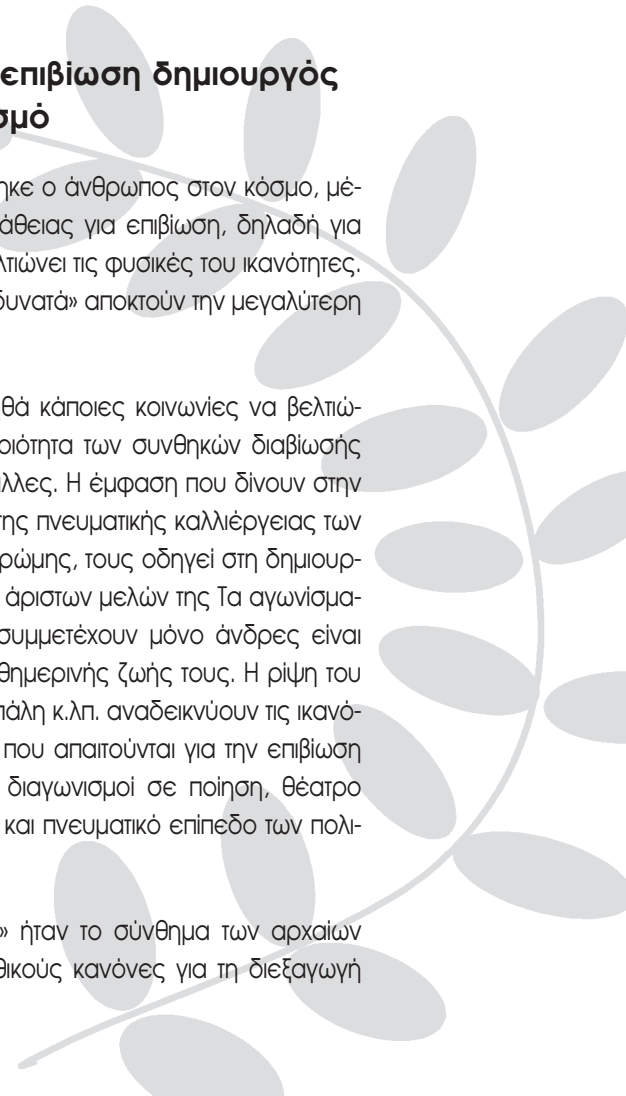 επιβίωση δημιουργός
σμό
ηκε ο άνθρωπος στον κόσμο, μέ-
άθειας για επιβίωση, δηλαδή για
λτιώνει τις φυσικές του ικανότητες.
δυνατά» αποκτούν την μεγαλύτερη
θά κάποιες κοινωνίες να βελτιώ-
οιότητα των συνθηκών διαβίωσής
λλες. Η έμφαση που δίνουν στην
της πνευματικής καλλιέργειας των
ρώμης, τους οδηγεί στη δημιουρ-
άριστων μελών της Τα αγωνίσμα-
συμμετέχουν μόνο άνδρες είναι
θημερινής ζωής τους. Η ρίψη του
πάλη κ.λπ. αναδεικνύουν τις ικανό-
που απαιτούνται για την επιβίωση
διαγωνισμοί σε ποίηση, θέατρο
και πνευματικό επίπεδο των πολι-
» ήταν το σύνθημα των αρχαίων
θικούς κανόνες για τη διεξαγωγή